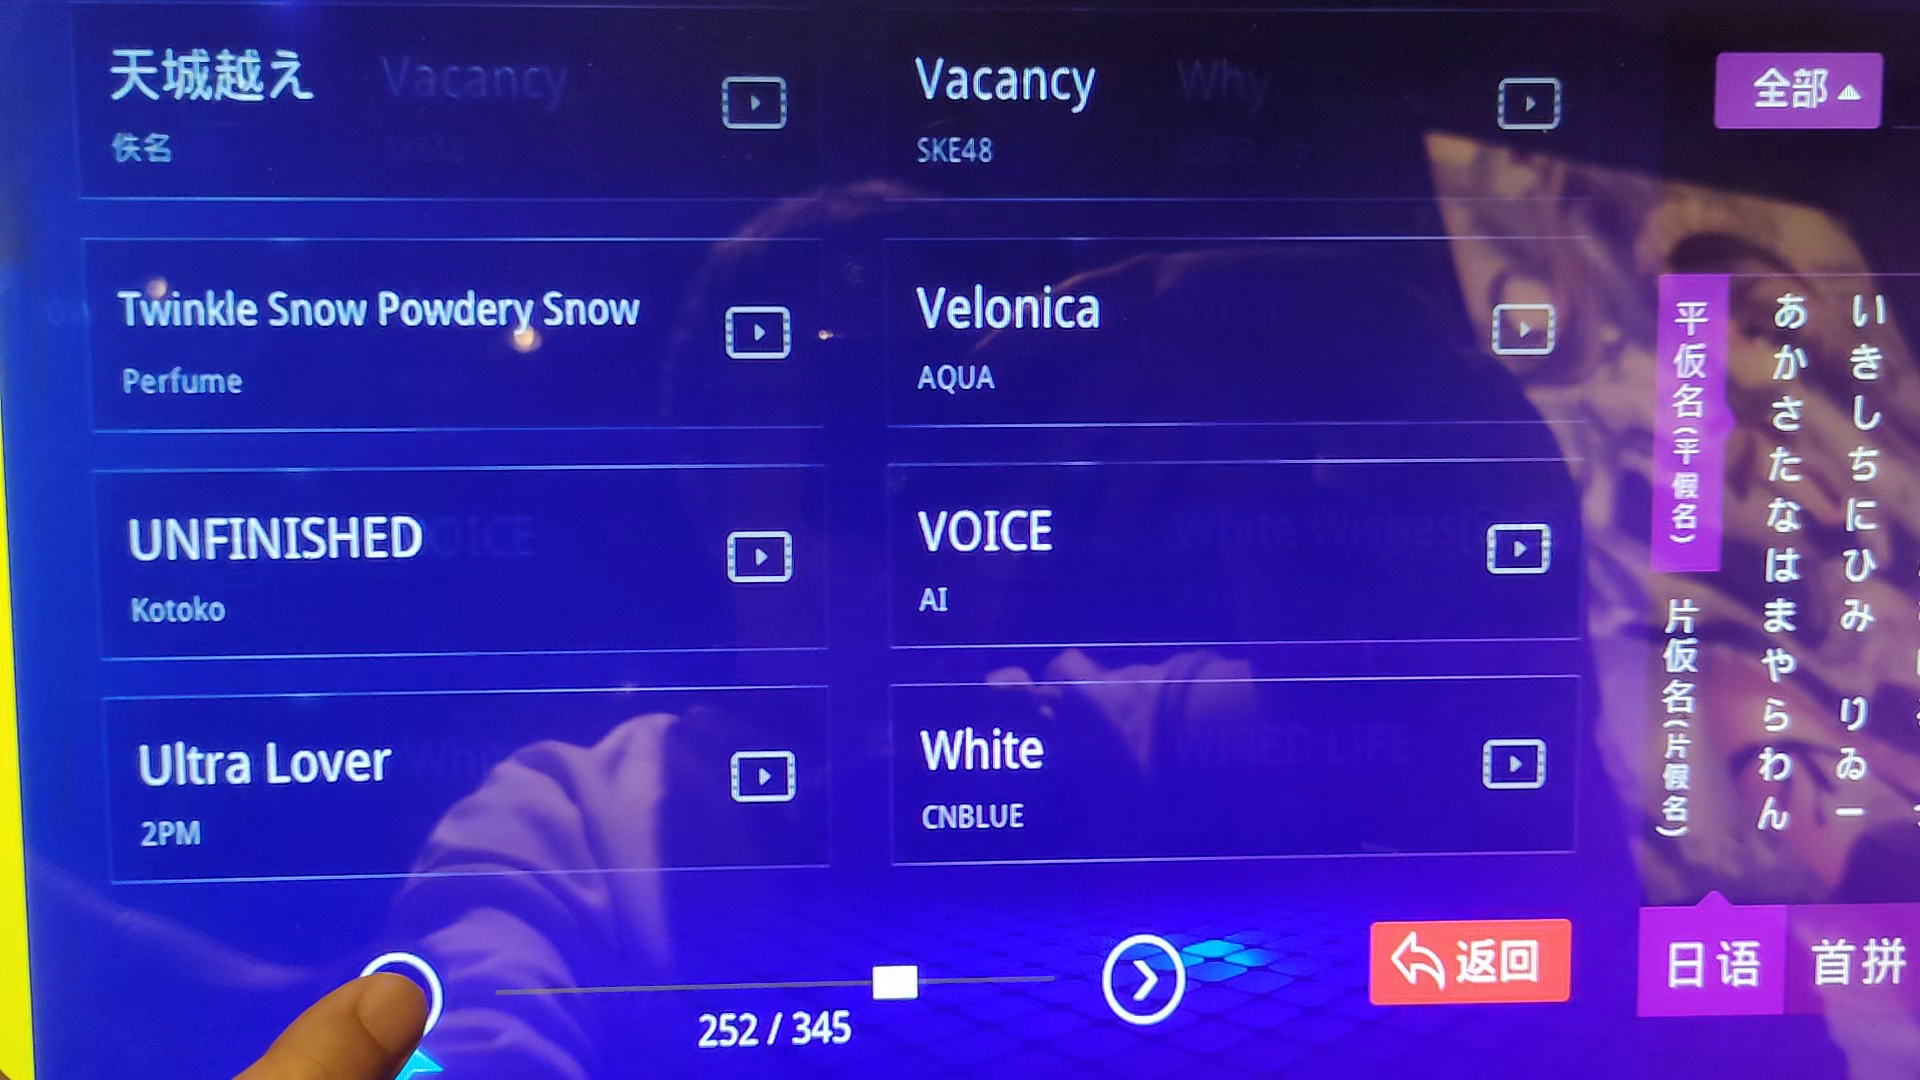 天城越え
佚名
Vacancy
SKE48
Twinkle Snow Powdery Snow
Perfume
Velonica
AQUA
UNFINISHED
Kotoko
VOICE
AI
Ultra Lover
2PM
White
CNBLUE
252 / 345
返回
全部
平仮名(平假名)
片仮名(片假名)
あかさたなはまやらわん
いきしちにひみ りゐー
日语
首拼